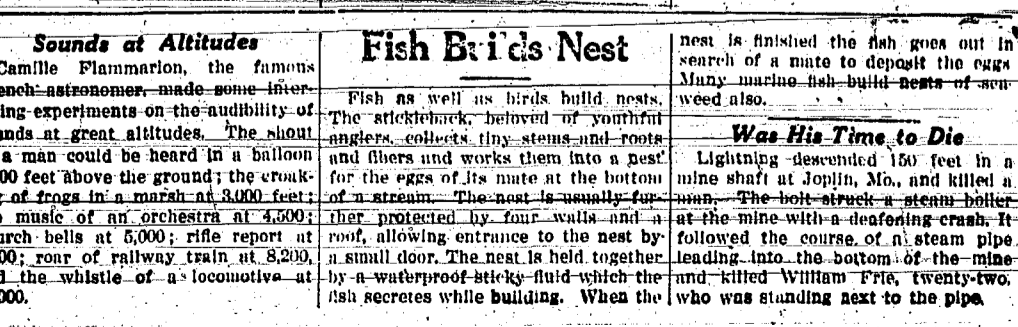 Sounds at Altitudes
Camille Flammarion, the famous
ench astronomer, made some inter-
ing experiments on the audibility of
nds at great altitudes. The shout
a man could be heard in a balloon
00 feet above the ground; the croak-
of frogs in a marsh at 3,000 feet;
music of an orchestra at 4,500;
urch bells at 5,000; rifle report at
00; roar of railway train at 8,200,
the whistle of a locomotive at
000.
Fish Builds Nest
Fish as well as birds build nests.
The stickleback, beloved of youthful
anglers, collects tiny stems and roots
and fibers and works them into a nest
for the eggs of its mate at the bottom
of a stream. The nest is usually fur-
ther protected by four walls and a
roof, allowing entrance to the nest by
a small door. The nest is held together
by a waterproof sticky fluid which the
fish secretes while building. When the
nest is finished the fish goes out in
search of a mate to deposit the eggs
Many marine fish build nests of sea-
weed also.
Was His Time to Die
Lightning descended 150 feet in a
mine shaft at Joplin, Mo., and killed a
man. The bolt struck a steam boiler
at the mine with a deafening crash. It
followed the course of a steam pipe
leading into the bottom of the mine
and killed William Frie, twenty-two,
who was standing next to the pipe.